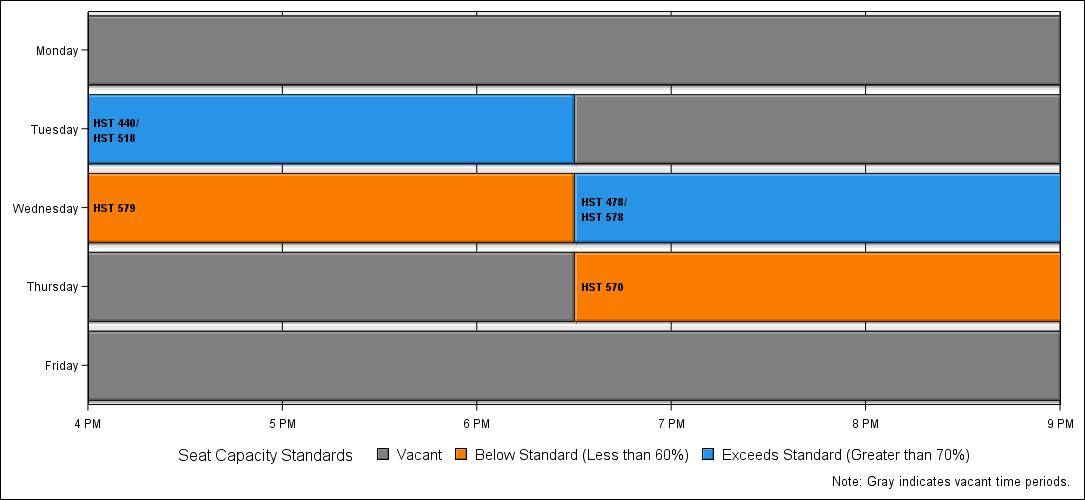 Monday
Tuesday
HST 440/
HST 518
Wednesday
HST 579
HST 478/
HST 578
Thursday
HST 570
Friday
4 PM 5 PM 6 PM 7 PM 8 PM 9 PM
Seat Capacity Standards Vacant Below Standard (Less than 60%) Exceeds Standard (Greater than 70%)
Note: Gray indicates vacant time periods.